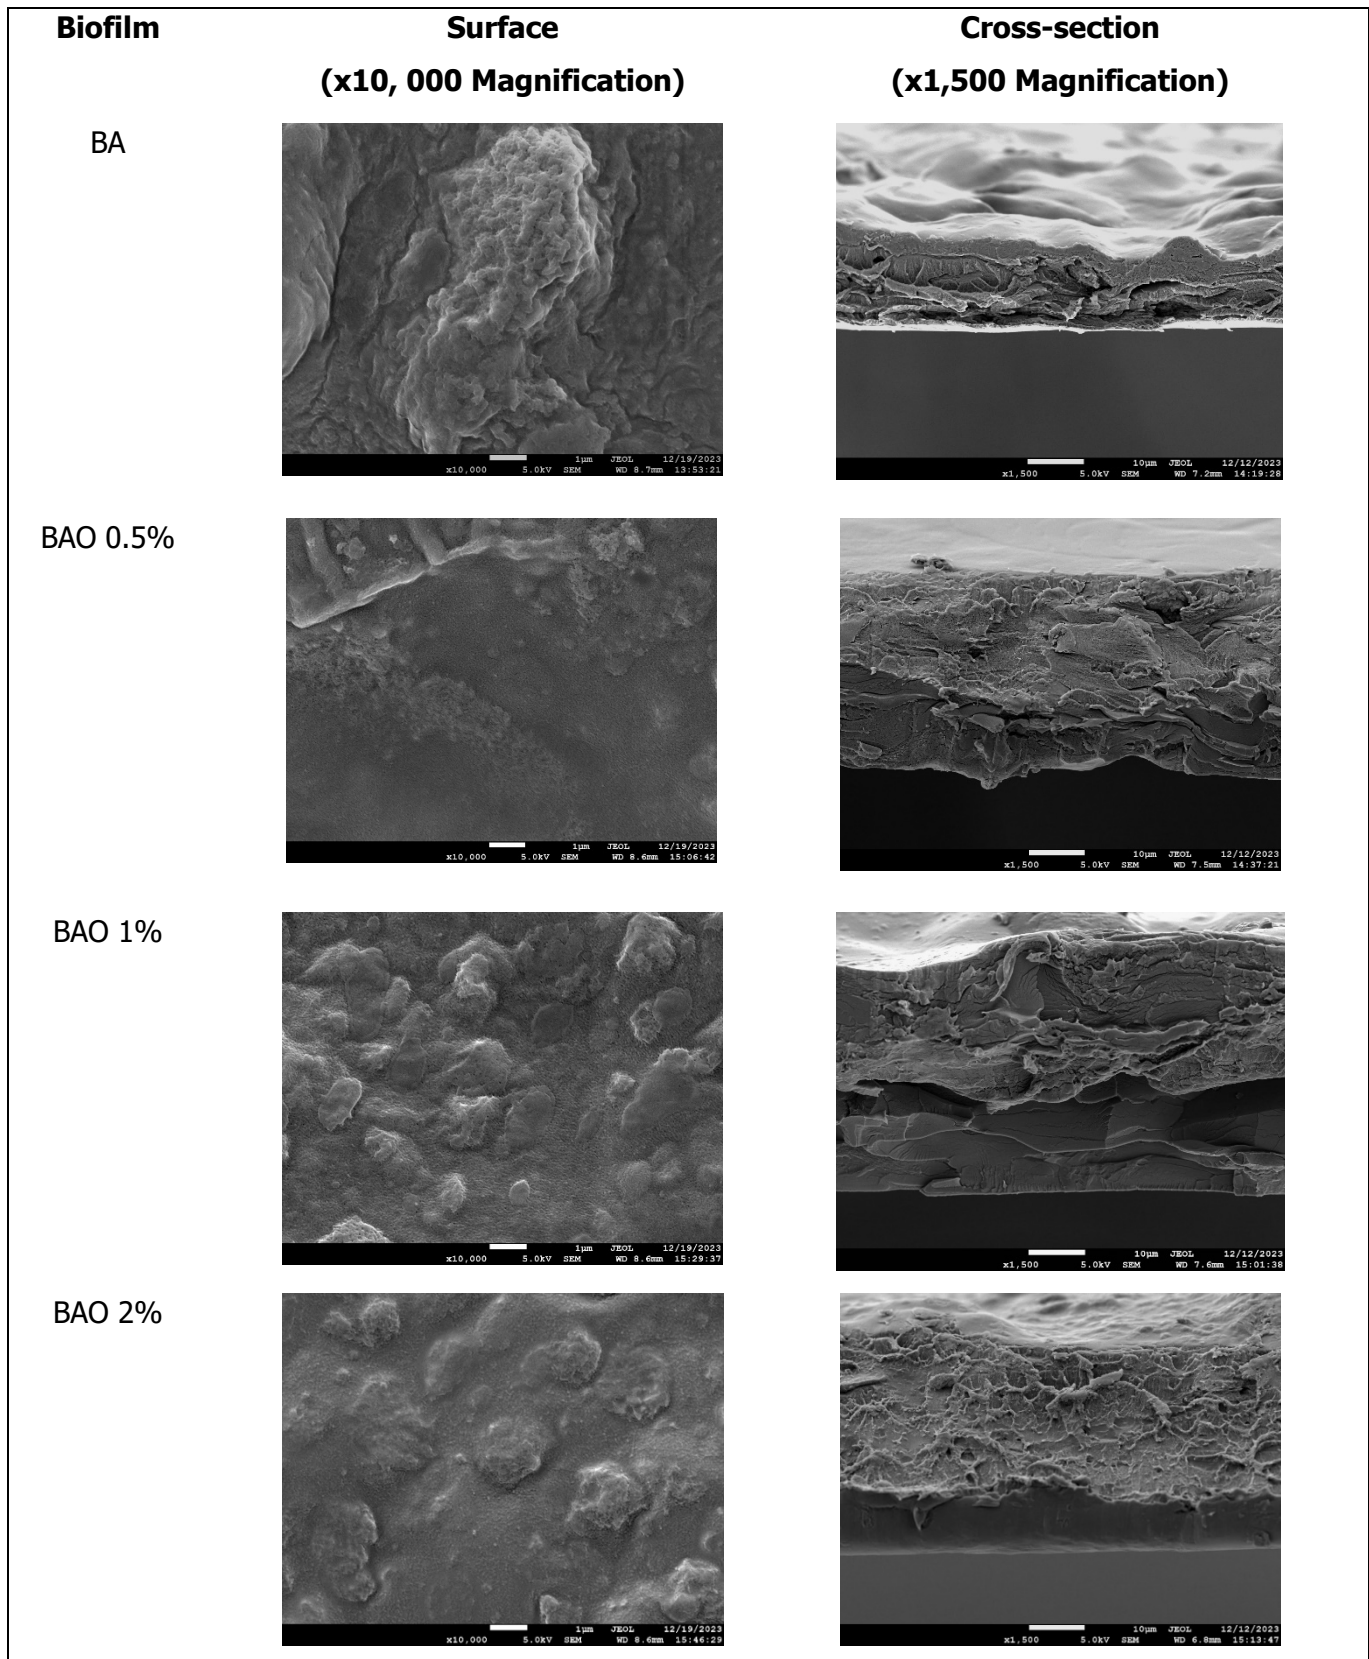 Biofilm Surface Cross-section
(x10, 000 Magnification) (x1,500 Magnification)
BA
1µm JEOL 12/19/2023
x10,000 5.0kV SEM WD 8.7mm 13:53:21
10µm JEOL 12/12/2023
x1,500 5.0kV SEM WD 7.2mm 14:19:28
BAO 0.5%
1µm JEOL 12/19/2023
x10,000 5.0kV SEM WD 8.6mm 15:06:42
10µm JEOL 12/12/2023
x1,500 5.0kV SEM WD 7.5mm 14:37:21
BAO 1%
1µm JEOL 12/19/2023
x10,000 5.0kV SEM WD 8.6mm 15:29:37
10µm JEOL 12/12/2023
x1,500 5.0kV SEM WD 7.6mm 15:01:38
BAO 2%
1µm JEOL 12/19/2023
x10,000 5.0kV SEM WD 8.6mm 15:46:29
10µm JEOL 12/12/2023
x1,500 5.0kV SEM WD 6.8mm 15:13:47